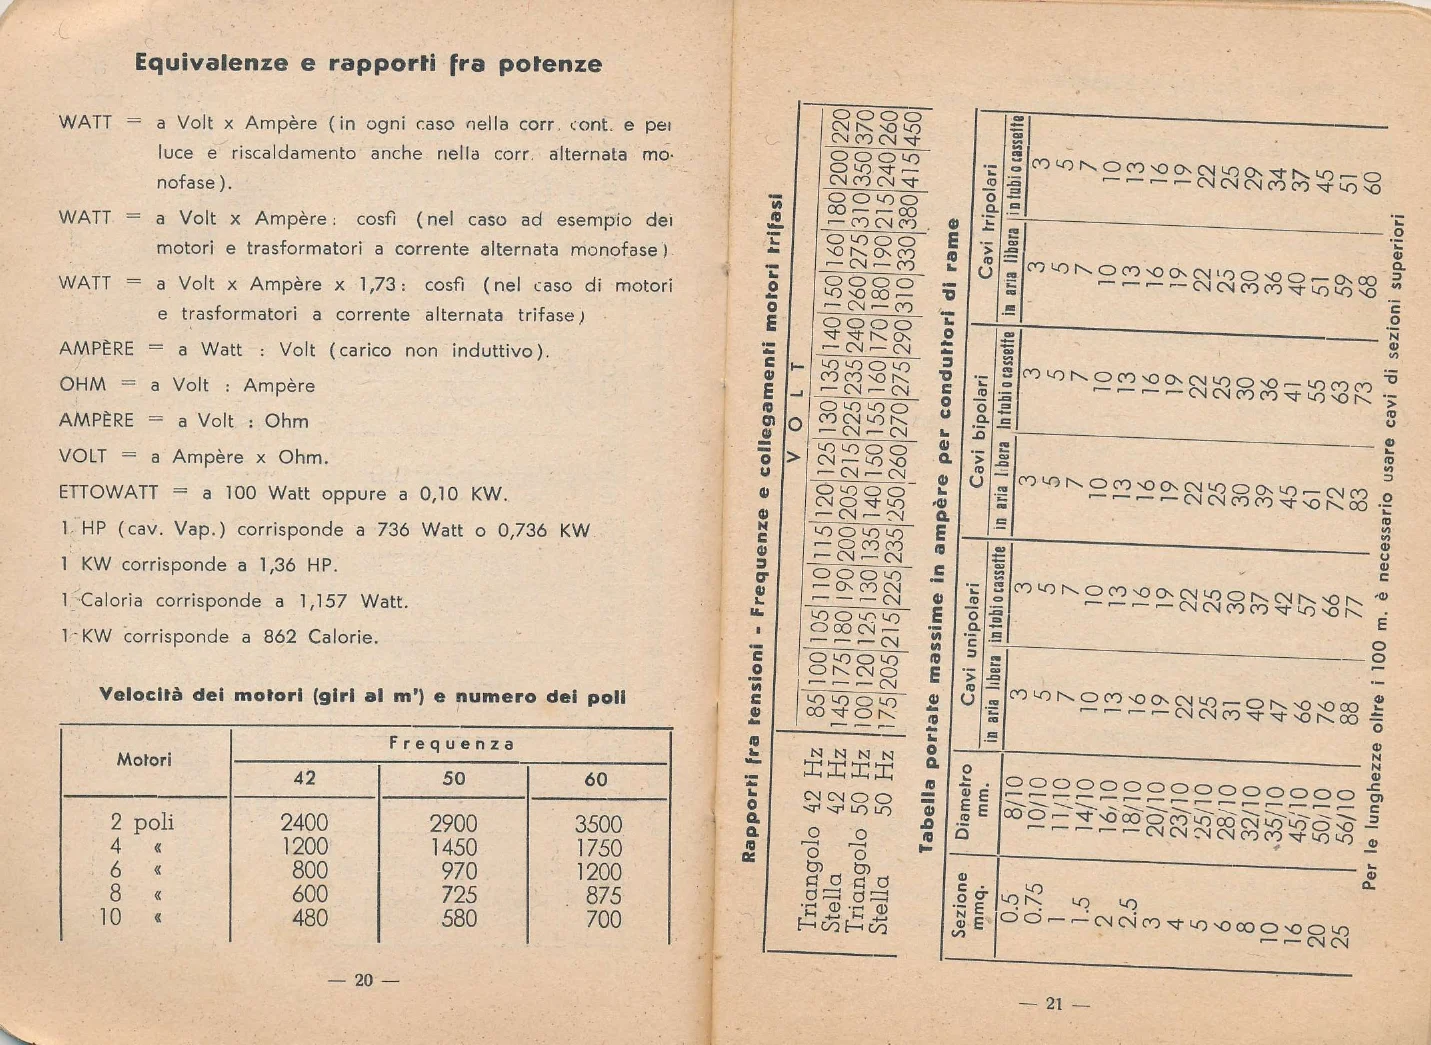 Equivalenze e rapporti fra potenze
WATT = a Volt x Ampère (in ogni caso nella corr. cont. e per
luce e riscaldamento anche nella corr. alternata mo-
nofase).
WATT = a Volt x Ampère: cosfì (nel caso ad esempio dei
motori e trasformatori a corrente alternata monofase).
WATT = a Volt x Ampère x 1,73: cosfì (nel caso di motori
e trasformatori a corrente alternata trifase)
AMPÈRE = a Watt : Volt (carico non induttivo).
OHM = a Volt : Ampère
AMPÈRE = a Volt : Ohm
VOLT = a Ampère x Ohm.
ETTOWATT = a 100 Watt oppure a 0,10 KW.
1 HP (cav. Vap.) corrisponde a 736 Watt o 0,736 KW
1 KW corrisponde a 1,36 HP.
1 Caloria corrisponde a 1,157 Watt.
1 KW corrisponde a 862 Calorie.
Velocità dei motori (giri al m') e numero dei poli
Motori Frequenza
42 50 60
2 poli 2400 2900 3500
4 « 1200 1450 1750
6 « 800 970 1200
8 « 600 725 875
10 « 480 580 700
— 20 —
Rapporti fra tensioni - Frequenze e collegamenti motori trifasi
VOLT
Triangolo 42 Hz 85 100 105 110 115 120 125 130 135 140 150 160 180 200 220
Stella 42 Hz 145 175 180 190 200 205 215 225 235 240 260 275 310 350 370
Triangolo 50 Hz 100 120 125 130 135 140 150 155 160 170 180 190 215 240 260
Stella 50 Hz 175 205 215 225 235 250 260 270 275 290 310 330 380 415 450
Tabella portate massime in ampère per conduttori di rame
Sezione mmq. Diametro mm. Cavi unipolari Cavi bipolari Cavi tripolari
in aria libera in tubi o cassette in aria libera in tubi o cassette in aria libera in tubi o cassette
0.5 8/10 3 3 3 3 3 3
0.75 10/10 5 5 5 5 5 5
1 11/10 7 7 7 7 7 7
1.5 14/10 10 10 10 10 10 10
2 16/10 13 13 13 13 13 13
2.5 18/10 16 16 16 16 16 16
3 20/10 19 19 19 19 19 19
4 23/10 22 22 22 22 22 22
5 25/10 25 25 25 25 25 25
6 28/10 31 30 30 30 30 29
8 32/10 40 37 39 36 36 34
10 35/10 47 42 45 41 40 37
16 45/10 66 57 61 55 51 45
20 50/10 76 66 72 63 59 51
25 56/10 88 77 83 73 68 60
Per le lunghezze oltre i 100 m. è necessario usare cavi di sezioni superiori
— 21 —